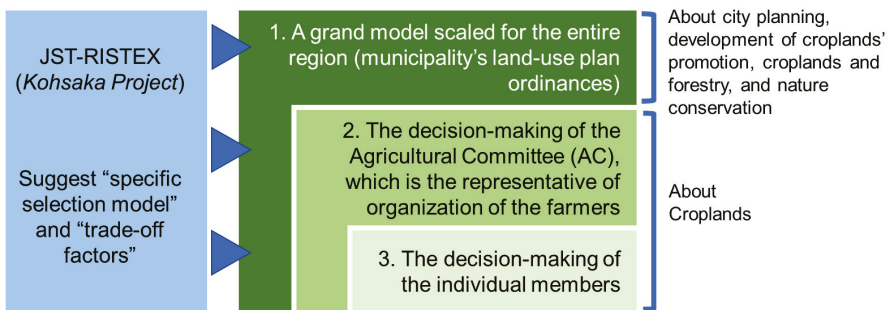 JST-RISTEX
(Kohsaka Project)
Suggest “specific
selection model”
and “trade-off
factors”
1. A grand model scaled for the entire
region (municipality’s land-use plan
ordinances)
2. The decision-making of the
Agricultural Committee (AC),
which is the representative of
organization of the farmers
3. The decision-making of
the individual members
About city planning,
development of croplands’
promotion, croplands and
forestry, and nature
conservation
About
Croplands